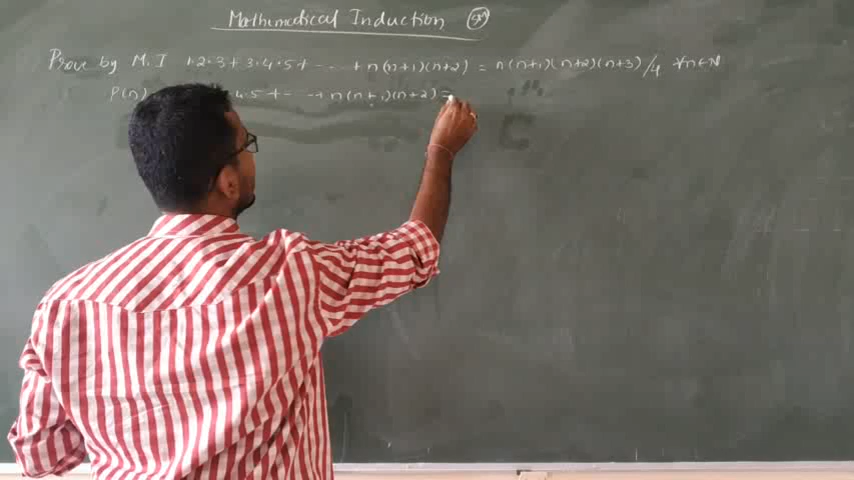 Mathematical Induction
Prove by M.I 1.2.3+3.4.5+ - - - +n(n+1)(n+2) = n(n+1)(n+2)(n+3)/4 ∀n∈N
P(n) 4.5+ - - -+n(n+1)(n+2)=